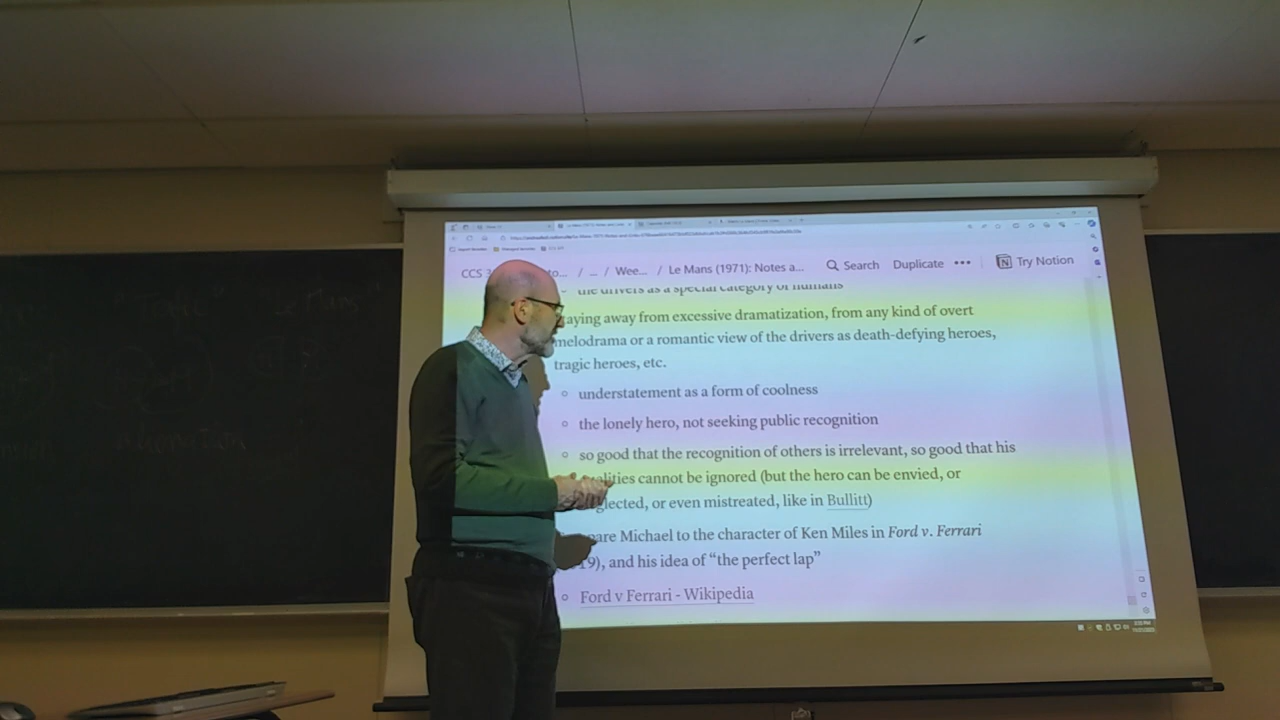 CCS 3 to... / ... / Wee... / Le Mans (1971): Notes a... Search Duplicate ••• Try Notion
the drivers as a special category of humans
aying away from excessive dramatization, from any kind of overt
melodrama or a romantic view of the drivers as death-defying heroes,
tragic heroes, etc.
understatement as a form of coolness
the lonely hero, not seeking public recognition
so good that the recognition of others is irrelevant, so good that his
alities cannot be ignored (but the hero can be envied, or
glected, or even mistreated, like in Bullitt)
pare Michael to the character of Ken Miles in Ford v. Ferrari
19), and his idea of “the perfect lap”
Ford v Ferrari - Wikipedia